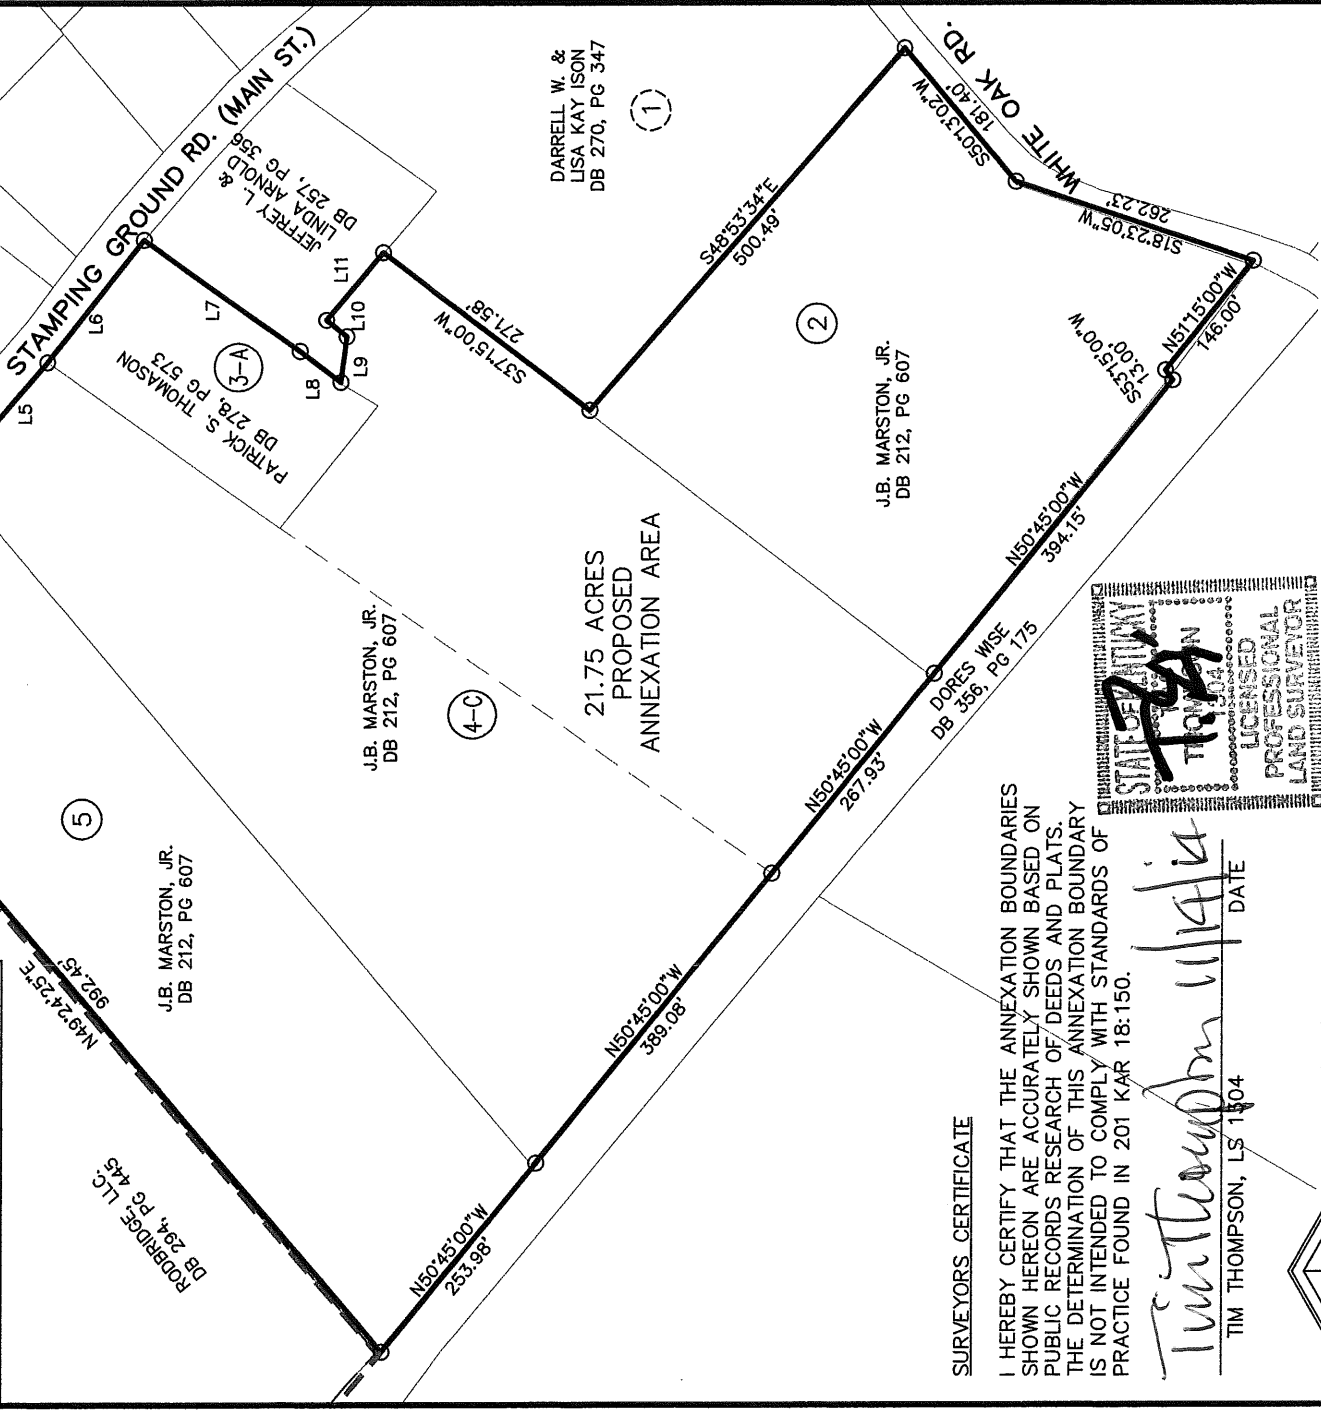 STAMPING GROUND RD. (MAIN ST.)
L5
L6
L7
L8
L9
L10
L11
PATRICK S. THOMASON
DB 278, PG 573
3-A
JEFFREY L. &
LINDA ARNOLD
DB 257, PG 356
DARRELL W. &
LISA KAY ISON
DB 270, PG 347
1
WHITE OAK RD.
S50°13'02"W
181.40'
S18°23'05"W
262.23'
N51°15'00"W
146.00'
S53°15'00"W
13.00'
S48°53'34"E
500.49'
S37°15'00"W
271.58'
2
J.B. MARSTON, JR.
DB 212, PG 607
N50°45'00"W
394.15'
DORES WISE
DB 356, PG 175
21.75 ACRES
PROPOSED
ANNEXATION AREA
J.B. MARSTON, JR.
DB 212, PG 607
4-C
N50°45'00"W
267.93'
5
J.B. MARSTON, JR.
DB 212, PG 607
N50°45'00"W
389.08'
N49°24'25"E
992.45'
RODBRIDGE, LLC.
DB 294, PG 445
N50°45'00"W
253.98'
SURVEYORS CERTIFICATE
I HEREBY CERTIFY THAT THE ANNEXATION BOUNDARIES
SHOWN HEREON ARE ACCURATELY SHOWN BASED ON
PUBLIC RECORDS RESEARCH OF DEEDS AND PLATS.
THE DETERMINATION OF THIS ANNEXATION BOUNDARY
IS NOT INTENDED TO COMPLY WITH STANDARDS OF
PRACTICE FOUND IN 201 KAR 18:150.
Tim Thompson 11/19/14
TIM THOMPSON, LS 1304
DATE
STATE OF KENTUCKY
THOMPSON
1304
LICENSED
PROFESSIONAL
LAND SURVEYOR